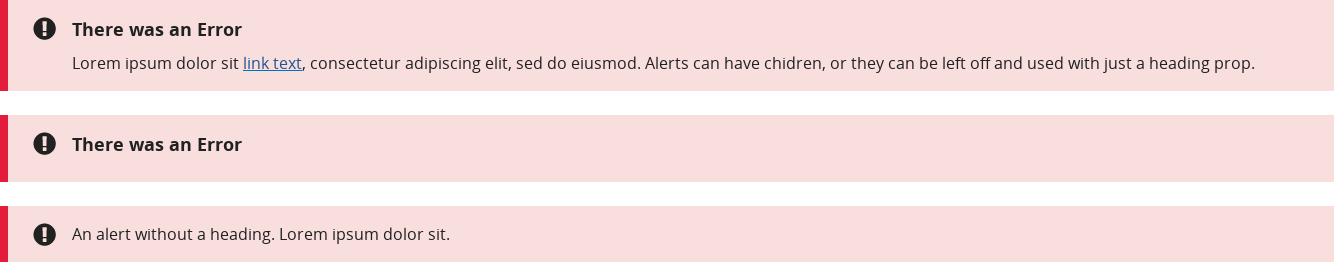 There was an Error
Lorem ipsum dolor sit link text, consectetur adipiscing elit, sed do eiusmod. Alerts can have chidren, or they can be left off and used with just a heading prop.
There was an Error
An alert without a heading. Lorem ipsum dolor sit.